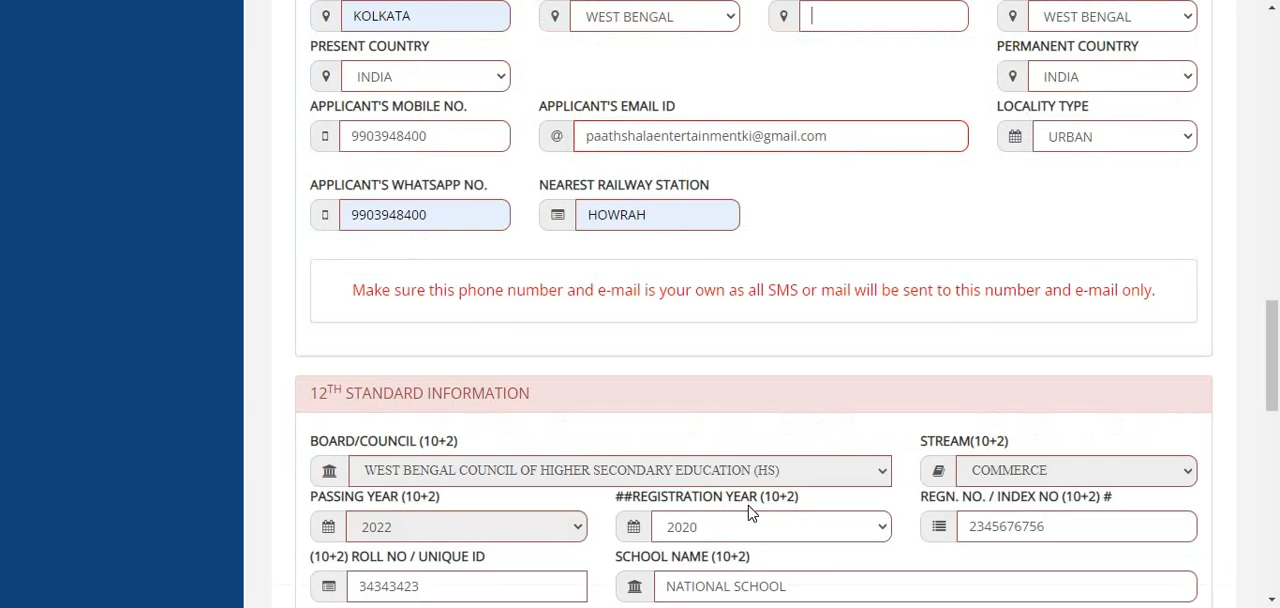 KOLKATA WEST BENGAL WEST BENGAL
PRESENT COUNTRY PERMANENT COUNTRY
INDIA INDIA
APPLICANT'S MOBILE NO. APPLICANT'S EMAIL ID LOCALITY TYPE
9903948400 @ paathshalaentertainmentki@gmail.com URBAN
APPLICANT'S WHATSAPP NO. NEAREST RAILWAY STATION
9903948400 HOWRAH
Make sure this phone number and e-mail is your own as all SMS or mail will be sent to this number and e-mail only.
12TH STANDARD INFORMATION
BOARD/COUNCIL (10+2) STREAM(10+2)
WEST BENGAL COUNCIL OF HIGHER SECONDARY EDUCATION (HS) COMMERCE
PASSING YEAR (10+2) ##REGISTRATION YEAR (10+2) REGN. NO. / INDEX NO (10+2) #
2022 2020 2345676756
(10+2) ROLL NO / UNIQUE ID SCHOOL NAME (10+2)
34343423 NATIONAL SCHOOL